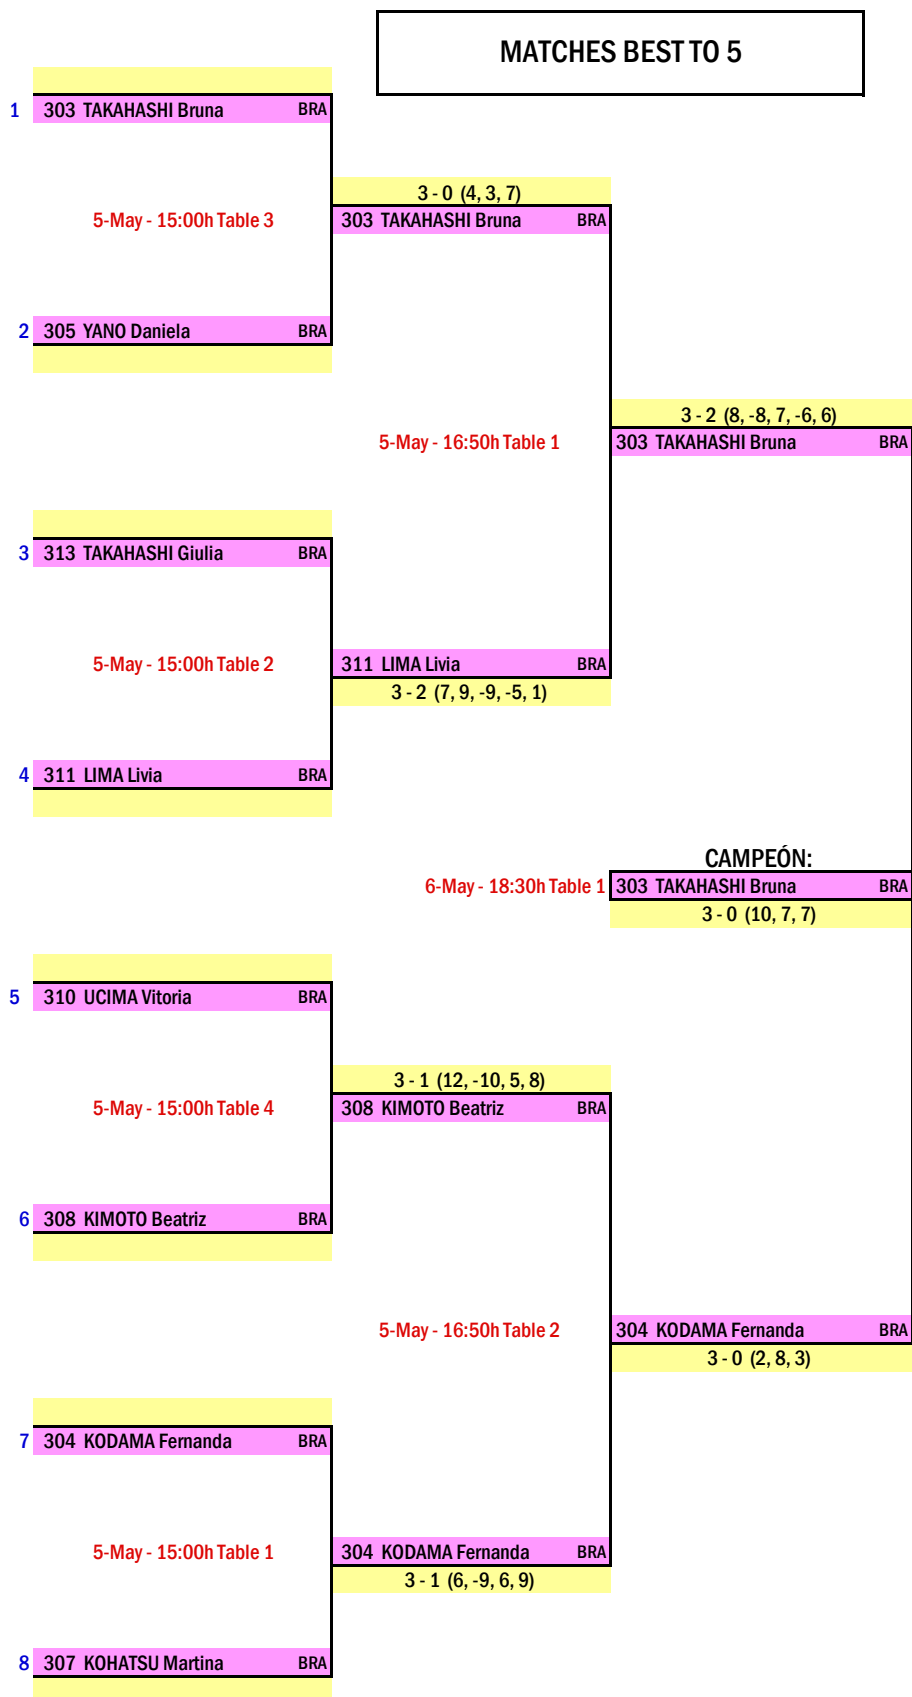 MATCHES BEST TO 5
1 303 TAKAHASHI Bruna BRA
3 - 0 (4, 3, 7)
5-May - 15:00h Table 3
303 TAKAHASHI Bruna BRA
2 305 YANO Daniela BRA
3 - 2 (8, -8, 7, -6, 6)
5-May - 16:50h Table 1
303 TAKAHASHI Bruna BRA
3 313 TAKAHASHI Giulia BRA
5-May - 15:00h Table 2
311 LIMA Livia BRA
3 - 2 (7, 9, -9, -5, 1)
4 311 LIMA Livia BRA
CAMPEÓN:
6-May - 18:30h Table 1
303 TAKAHASHI Bruna BRA
3 - 0 (10, 7, 7)
5 310 UCIMA Vitoria BRA
3 - 1 (12, -10, 5, 8)
5-May - 15:00h Table 4
308 KIMOTO Beatriz BRA
6 308 KIMOTO Beatriz BRA
5-May - 16:50h Table 2
304 KODAMA Fernanda BRA
3 - 0 (2, 8, 3)
7 304 KODAMA Fernanda BRA
5-May - 15:00h Table 1
304 KODAMA Fernanda BRA
3 - 1 (6, -9, 6, 9)
8 307 KOHATSU Martina BRA